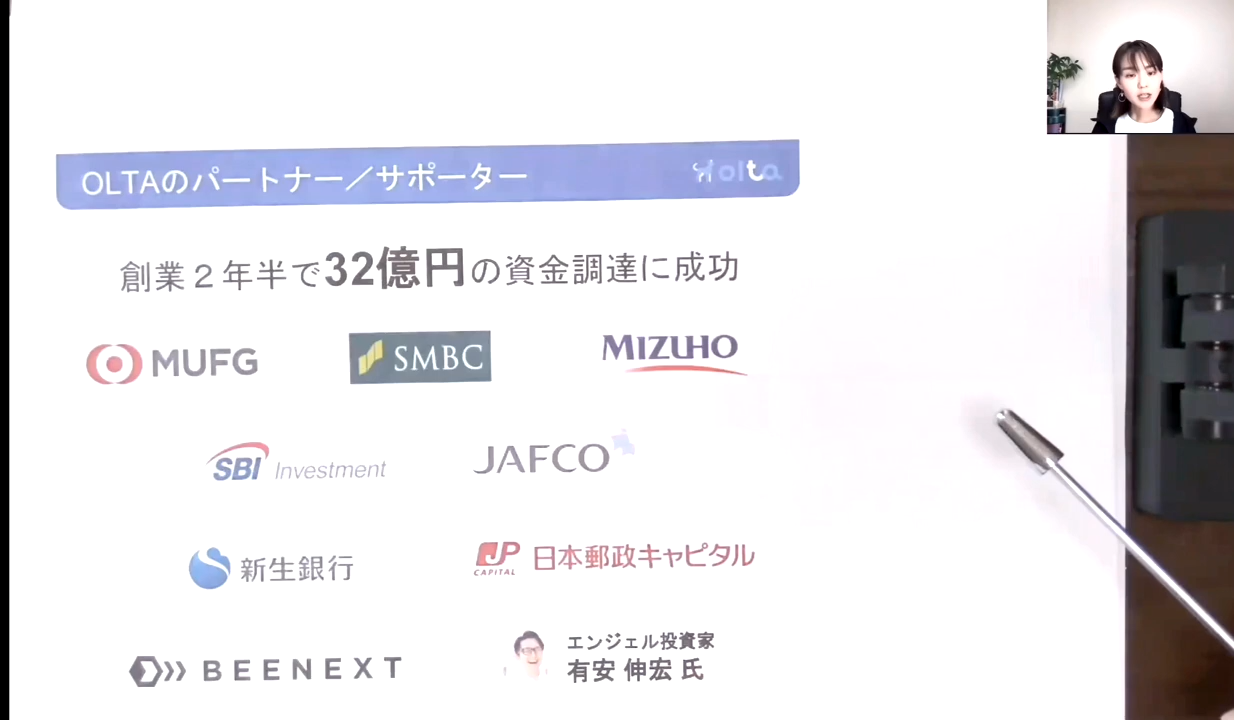 OLTAのパートナー／サポーター
olta
創業２年半で32億円の資金調達に成功
MUFG
SMBC
MIZUHO
SBI Investment
JAFCO
新生銀行
JP CAPITAL 日本郵政キャピタル
BEENEXT
エンジェル投資家
有安 伸宏 氏